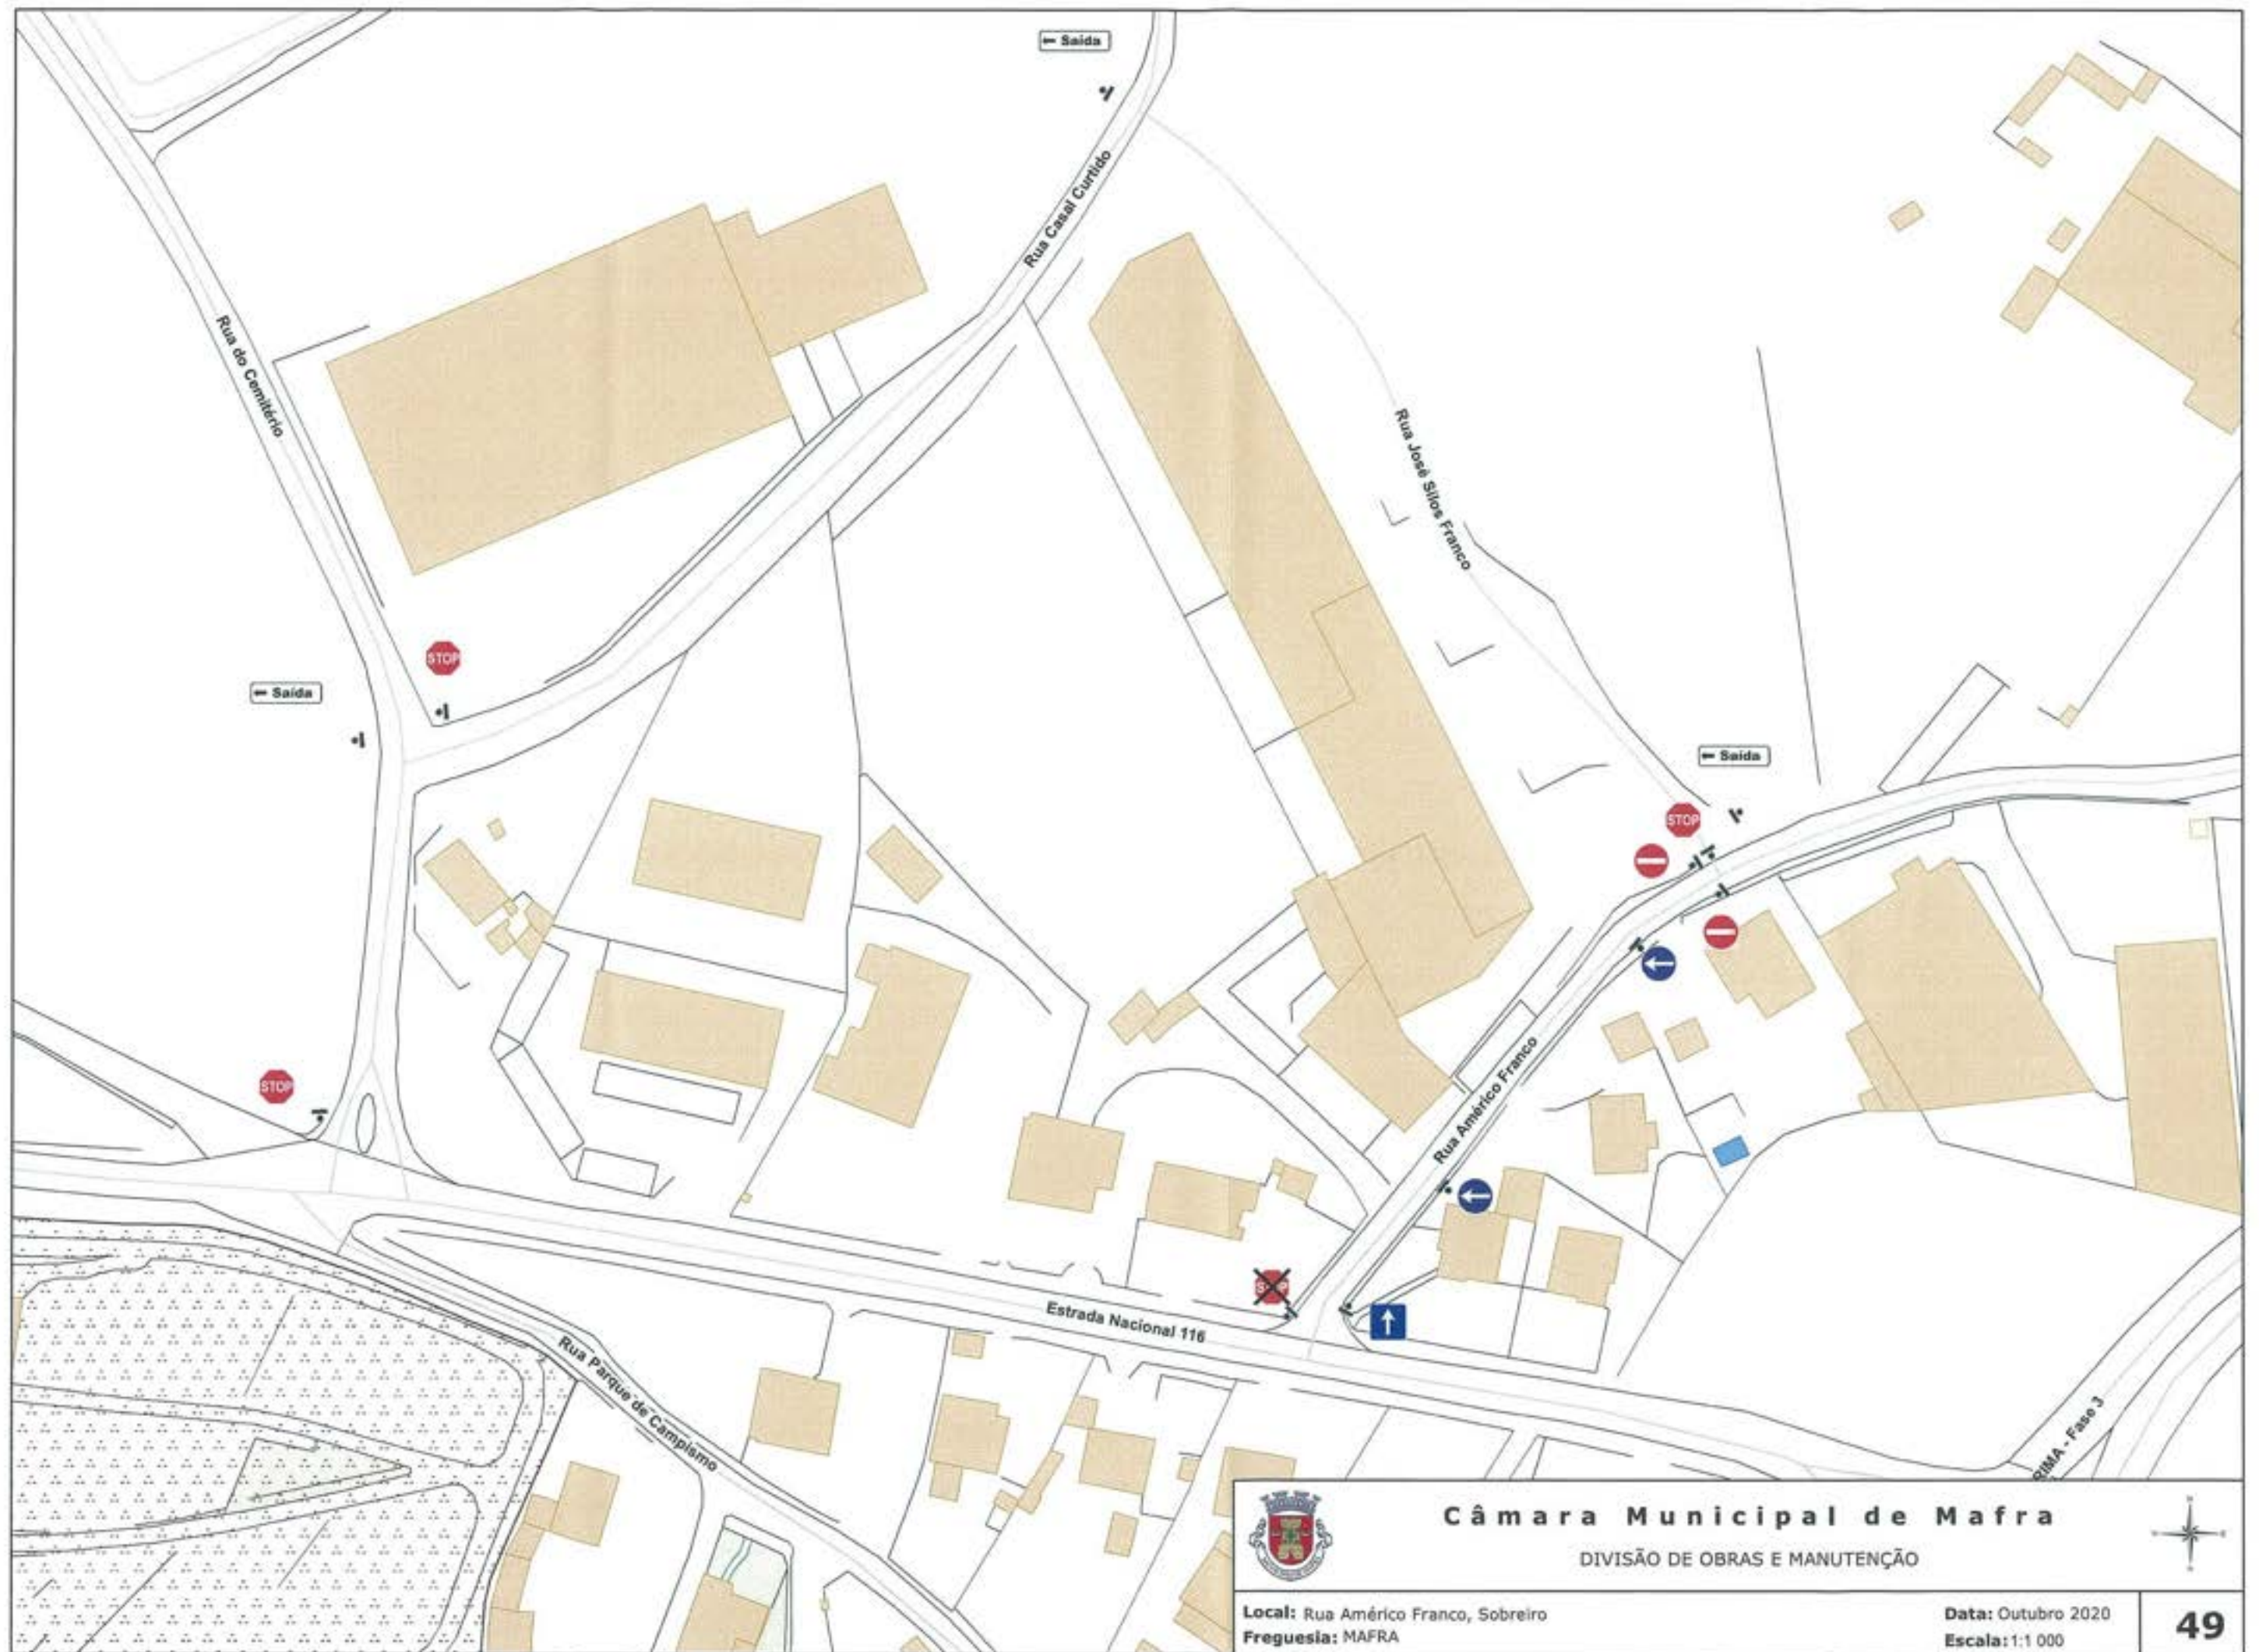 ← Saída
Rua Casal Curtido
Rua do Cemitério
Rua José Silos Franco
STOP
← Saída
← Saída
STOP
Rua Américo Franco
STOP
Estrada Nacional 116
Rua Parque de Campismo
RIMA - Fase 3
Câmara Municipal de Mafra
DIVISÃO DE OBRAS E MANUTENÇÃO
Local: Rua Américo Franco, Sobreiro
Data: Outubro 2020
49
Freguesia: MAFRA
Escala: 1:1 000